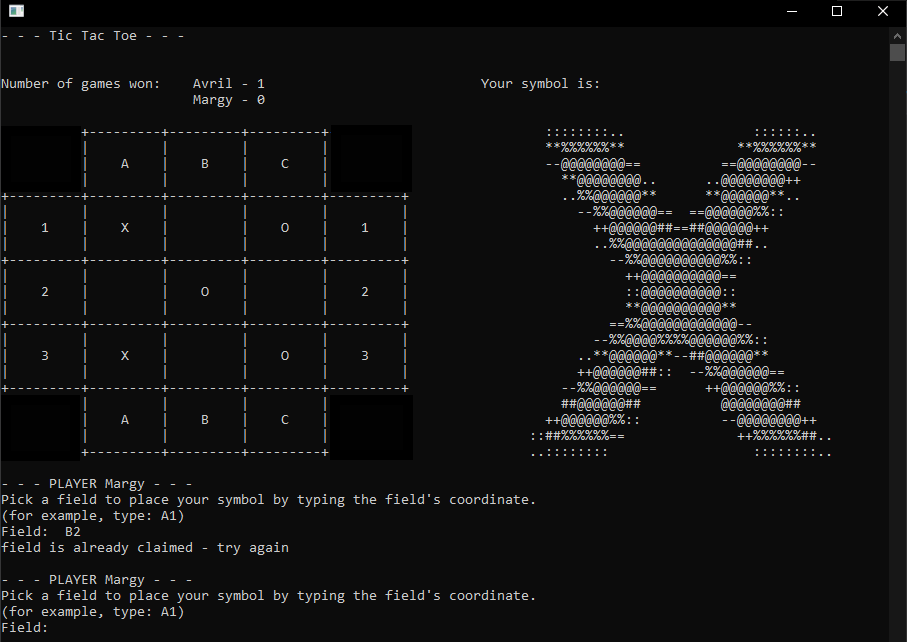 - - - Tic Tac Toe - - -
Number of games won:    Avril - 1                           Your symbol is:
                        Margy - 0
A B C
1 X O 1
2 O 2
3 X O 3
A B C
- - - PLAYER Margy - - -
Pick a field to place your symbol by typing the field's coordinate.
(for example, type: A1)
Field:  B2
field is already claimed - try again
- - - PLAYER Margy - - -
Pick a field to place your symbol by typing the field's coordinate.
(for example, type: A1)
Field: